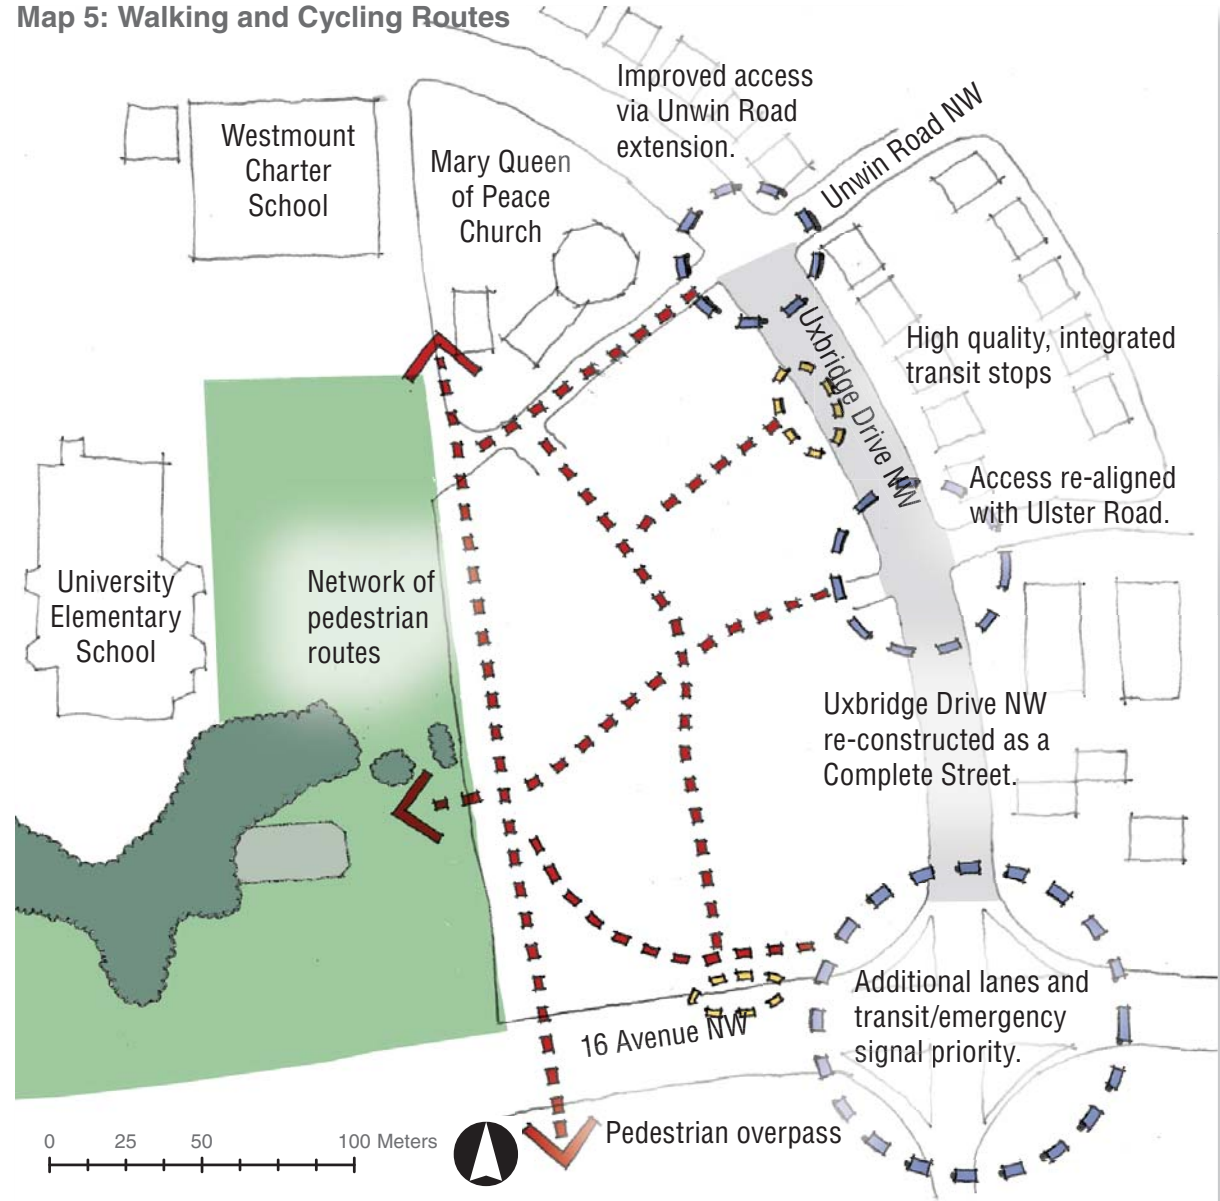 Map 5: Walking and Cycling Routes
Improved access
via Unwin Road
extension.
Unwin Road NW
Westmount
Charter
School
Mary Queen
of Peace
Church
Uxbridge Drive NW
High quality, integrated
transit stops
Access re-aligned
with Ulster Road.
University
Elementary
School
Network of
pedestrian
routes
Uxbridge Drive NW
re-constructed as a
Complete Street.
Additional lanes and
transit/emergency
signal priority.
16 Avenue NW
Pedestrian overpass
0 25 50 100 Meters